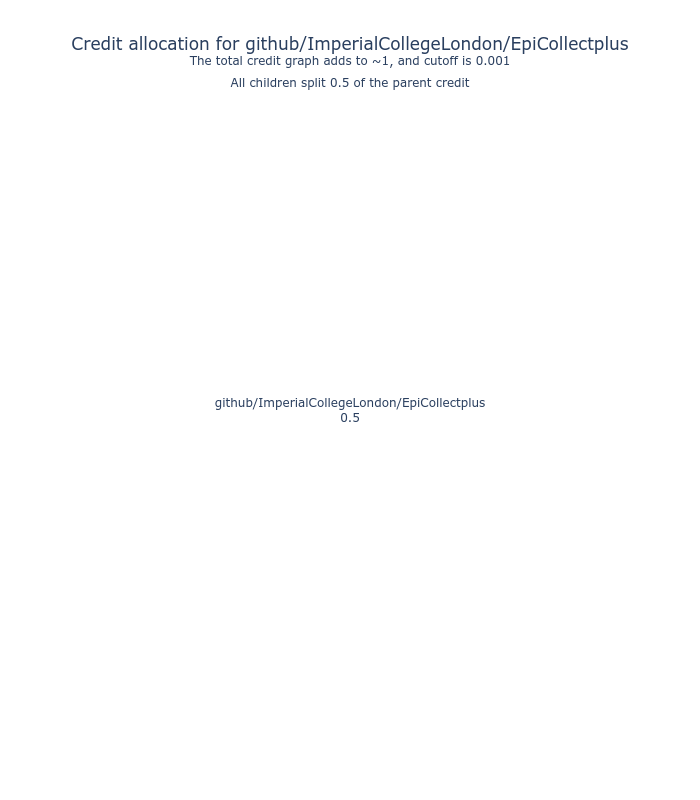 Credit allocation for github/ImperialCollegeLondon/EpiCollectplus
The total credit graph adds to ~1, and cutoff is 0.001
All children split 0.5 of the parent credit
github/ImperialCollegeLondon/EpiCollectplus
0.5